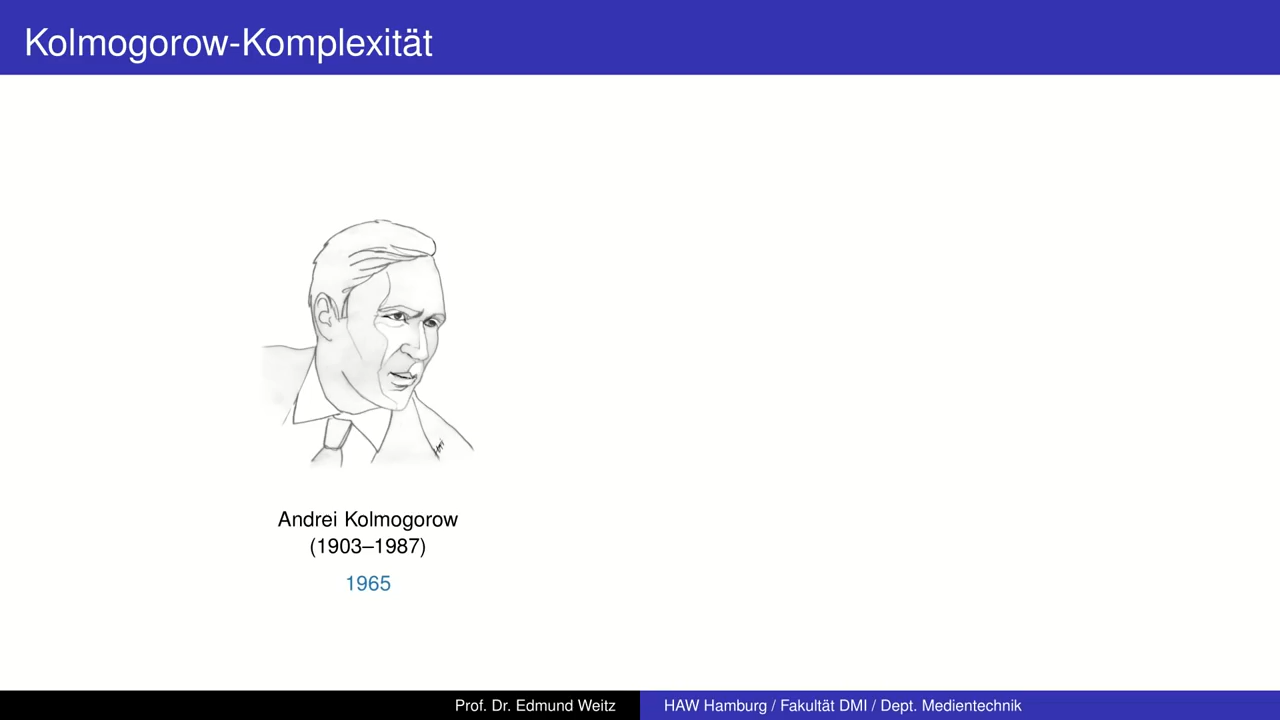 Kolmogorow-Komplexität
Andrei Kolmogorow
(1903–1987)
1965
Prof. Dr. Edmund Weitz
HAW Hamburg / Fakultät DMI / Dept. Medientechnik